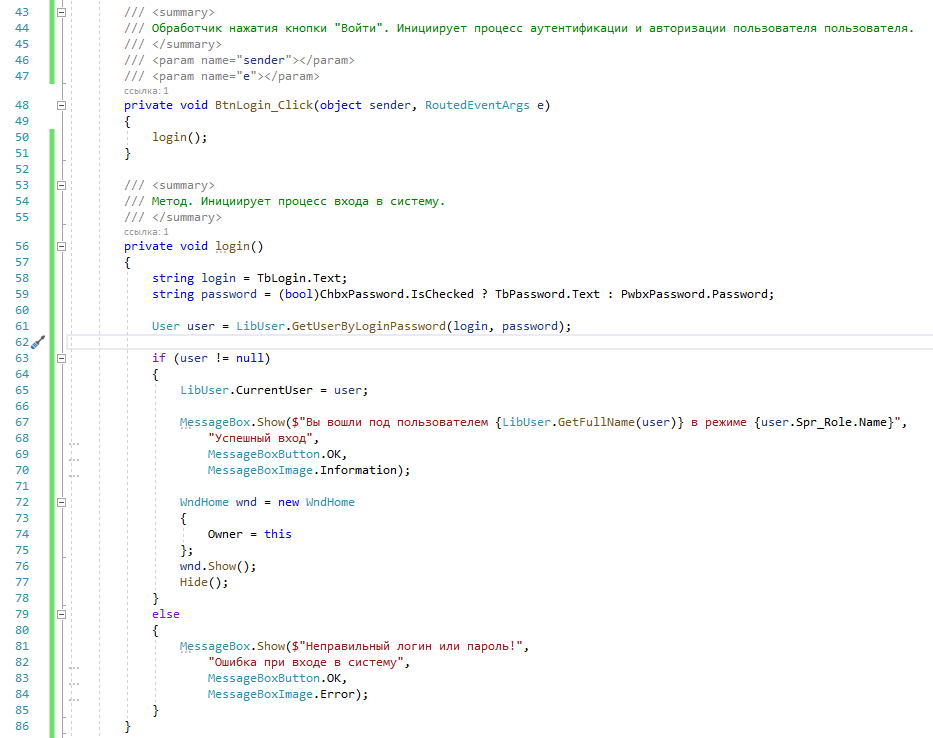 43 /// <summary>
44 /// Обработчик нажатия кнопки "Войти". Инициирует процесс аутентификации и авторизации пользователя пользователя.
45 /// </summary>
46 /// <param name="sender"></param>
47 /// <param name="e"></param>
ссылка: 1
48 private void BtnLogin_Click(object sender, RoutedEventArgs e)
49 {
50 login();
51 }
52
53 /// <summary>
54 /// Метод. Инициирует процесс входа в систему.
55 /// </summary>
ссылка: 1
56 private void login()
57 {
58 string login = TbLogin.Text;
59 string password = (bool)ChbxPassword.IsChecked ? TbPassword.Text : PwbxPassword.Password;
60
61 User user = LibUser.GetUserByLoginPassword(login, password);
62
63 if (user != null)
64 {
65 LibUser.CurrentUser = user;
66
67 MessageBox.Show($"Вы вошли под пользователем {LibUser.GetFullName(user)} в режиме {user.Spr_Role.Name}",
68 "Успешный вход",
69 MessageBoxButton.OK,
70 MessageBoxImage.Information);
71
72 WndHome wnd = new WndHome
73 {
74 Owner = this
75 };
76 wnd.Show();
77 Hide();
78 }
79 else
80 {
81 MessageBox.Show($"Неправильный логин или пароль!",
82 "Ошибка при входе в систему",
83 MessageBoxButton.OK,
84 MessageBoxImage.Error);
85 }
86 }